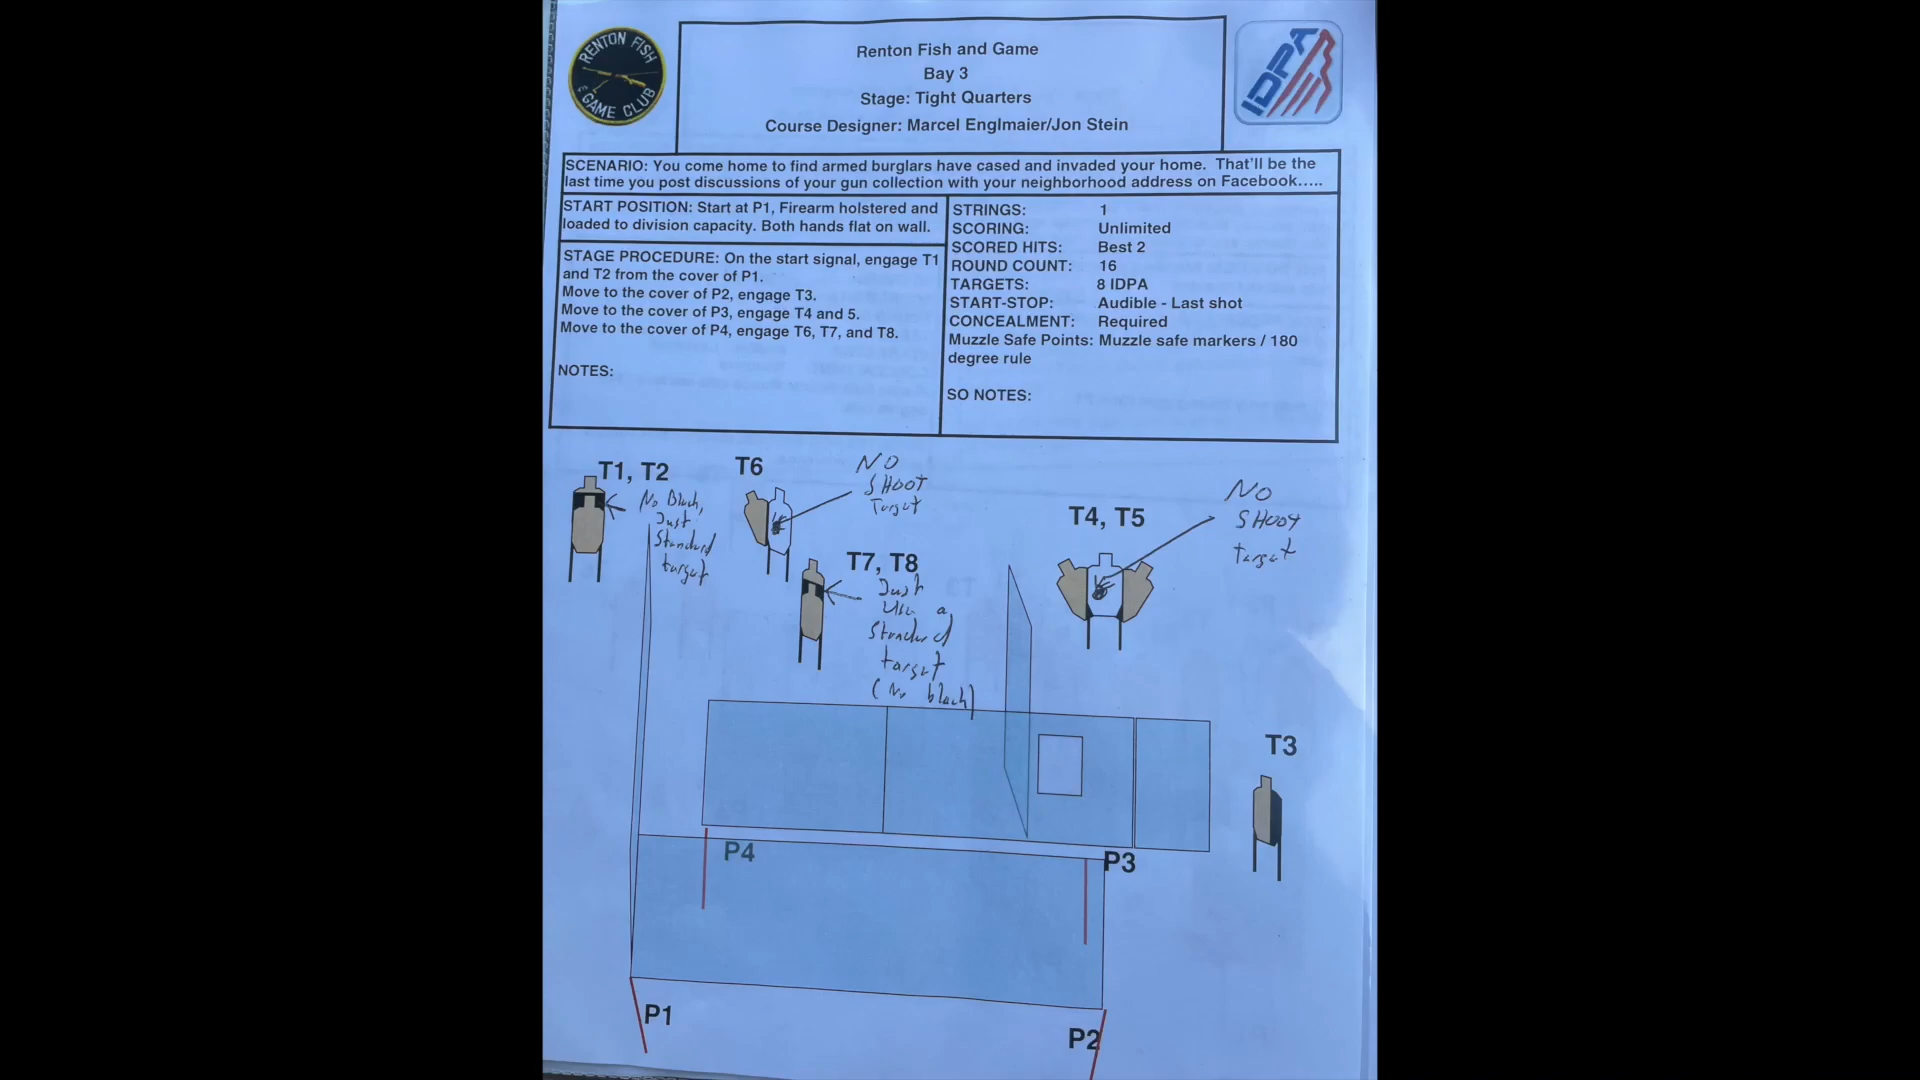 RENTON FISH
& GAME CLUB
Renton Fish and Game
Bay 3
Stage: Tight Quarters
Course Designer: Marcel Englmaier/Jon Stein
IDPA
SCENARIO: You come home to find armed burglars have cased and invaded your home. That'll be the
last time you post discussions of your gun collection with your neighborhood address on Facebook.....
START POSITION: Start at P1, Firearm holstered and
loaded to division capacity. Both hands flat on wall.
STAGE PROCEDURE: On the start signal, engage T1
and T2 from the cover of P1.
Move to the cover of P2, engage T3.
Move to the cover of P3, engage T4 and 5.
Move to the cover of P4, engage T6, T7, and T8.
NOTES:
STRINGS: 1
SCORING: Unlimited
SCORED HITS: Best 2
ROUND COUNT: 16
TARGETS: 8 IDPA
START-STOP: Audible - Last shot
CONCEALMENT: Required
Muzzle Safe Points: Muzzle safe markers / 180
degree rule
SO NOTES:
T1, T2
No Black,
Just
Standard
target
T6
NO
SHOOT
Target
T7, T8
Just
Use a
Standard
target
(No black)
T4, T5
NO
SHOOT
target
T3
P4
P3
P1
P2